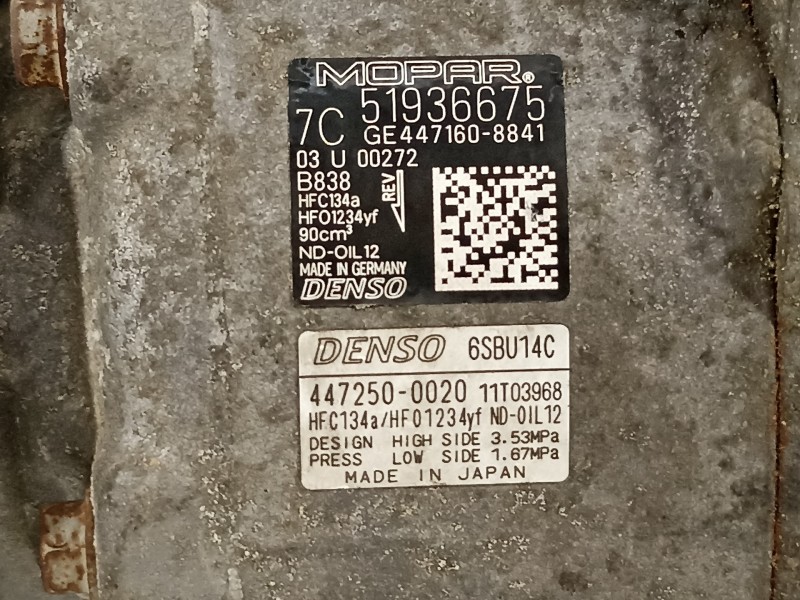 MOPAR®
7C 51936675
GE447160-8841
03 U 00272
B838
REV
HFC134a
HFO1234yf
90cm³
ND-OIL12
MADE IN GERMANY
DENSO
DENSO 6SBU14C
447250-0020 11T03968
HFC134a/HFO1234yf ND-OIL12
DESIGN HIGH SIDE 3.53MPa
PRESS LOW SIDE 1.67MPa
MADE IN JAPAN